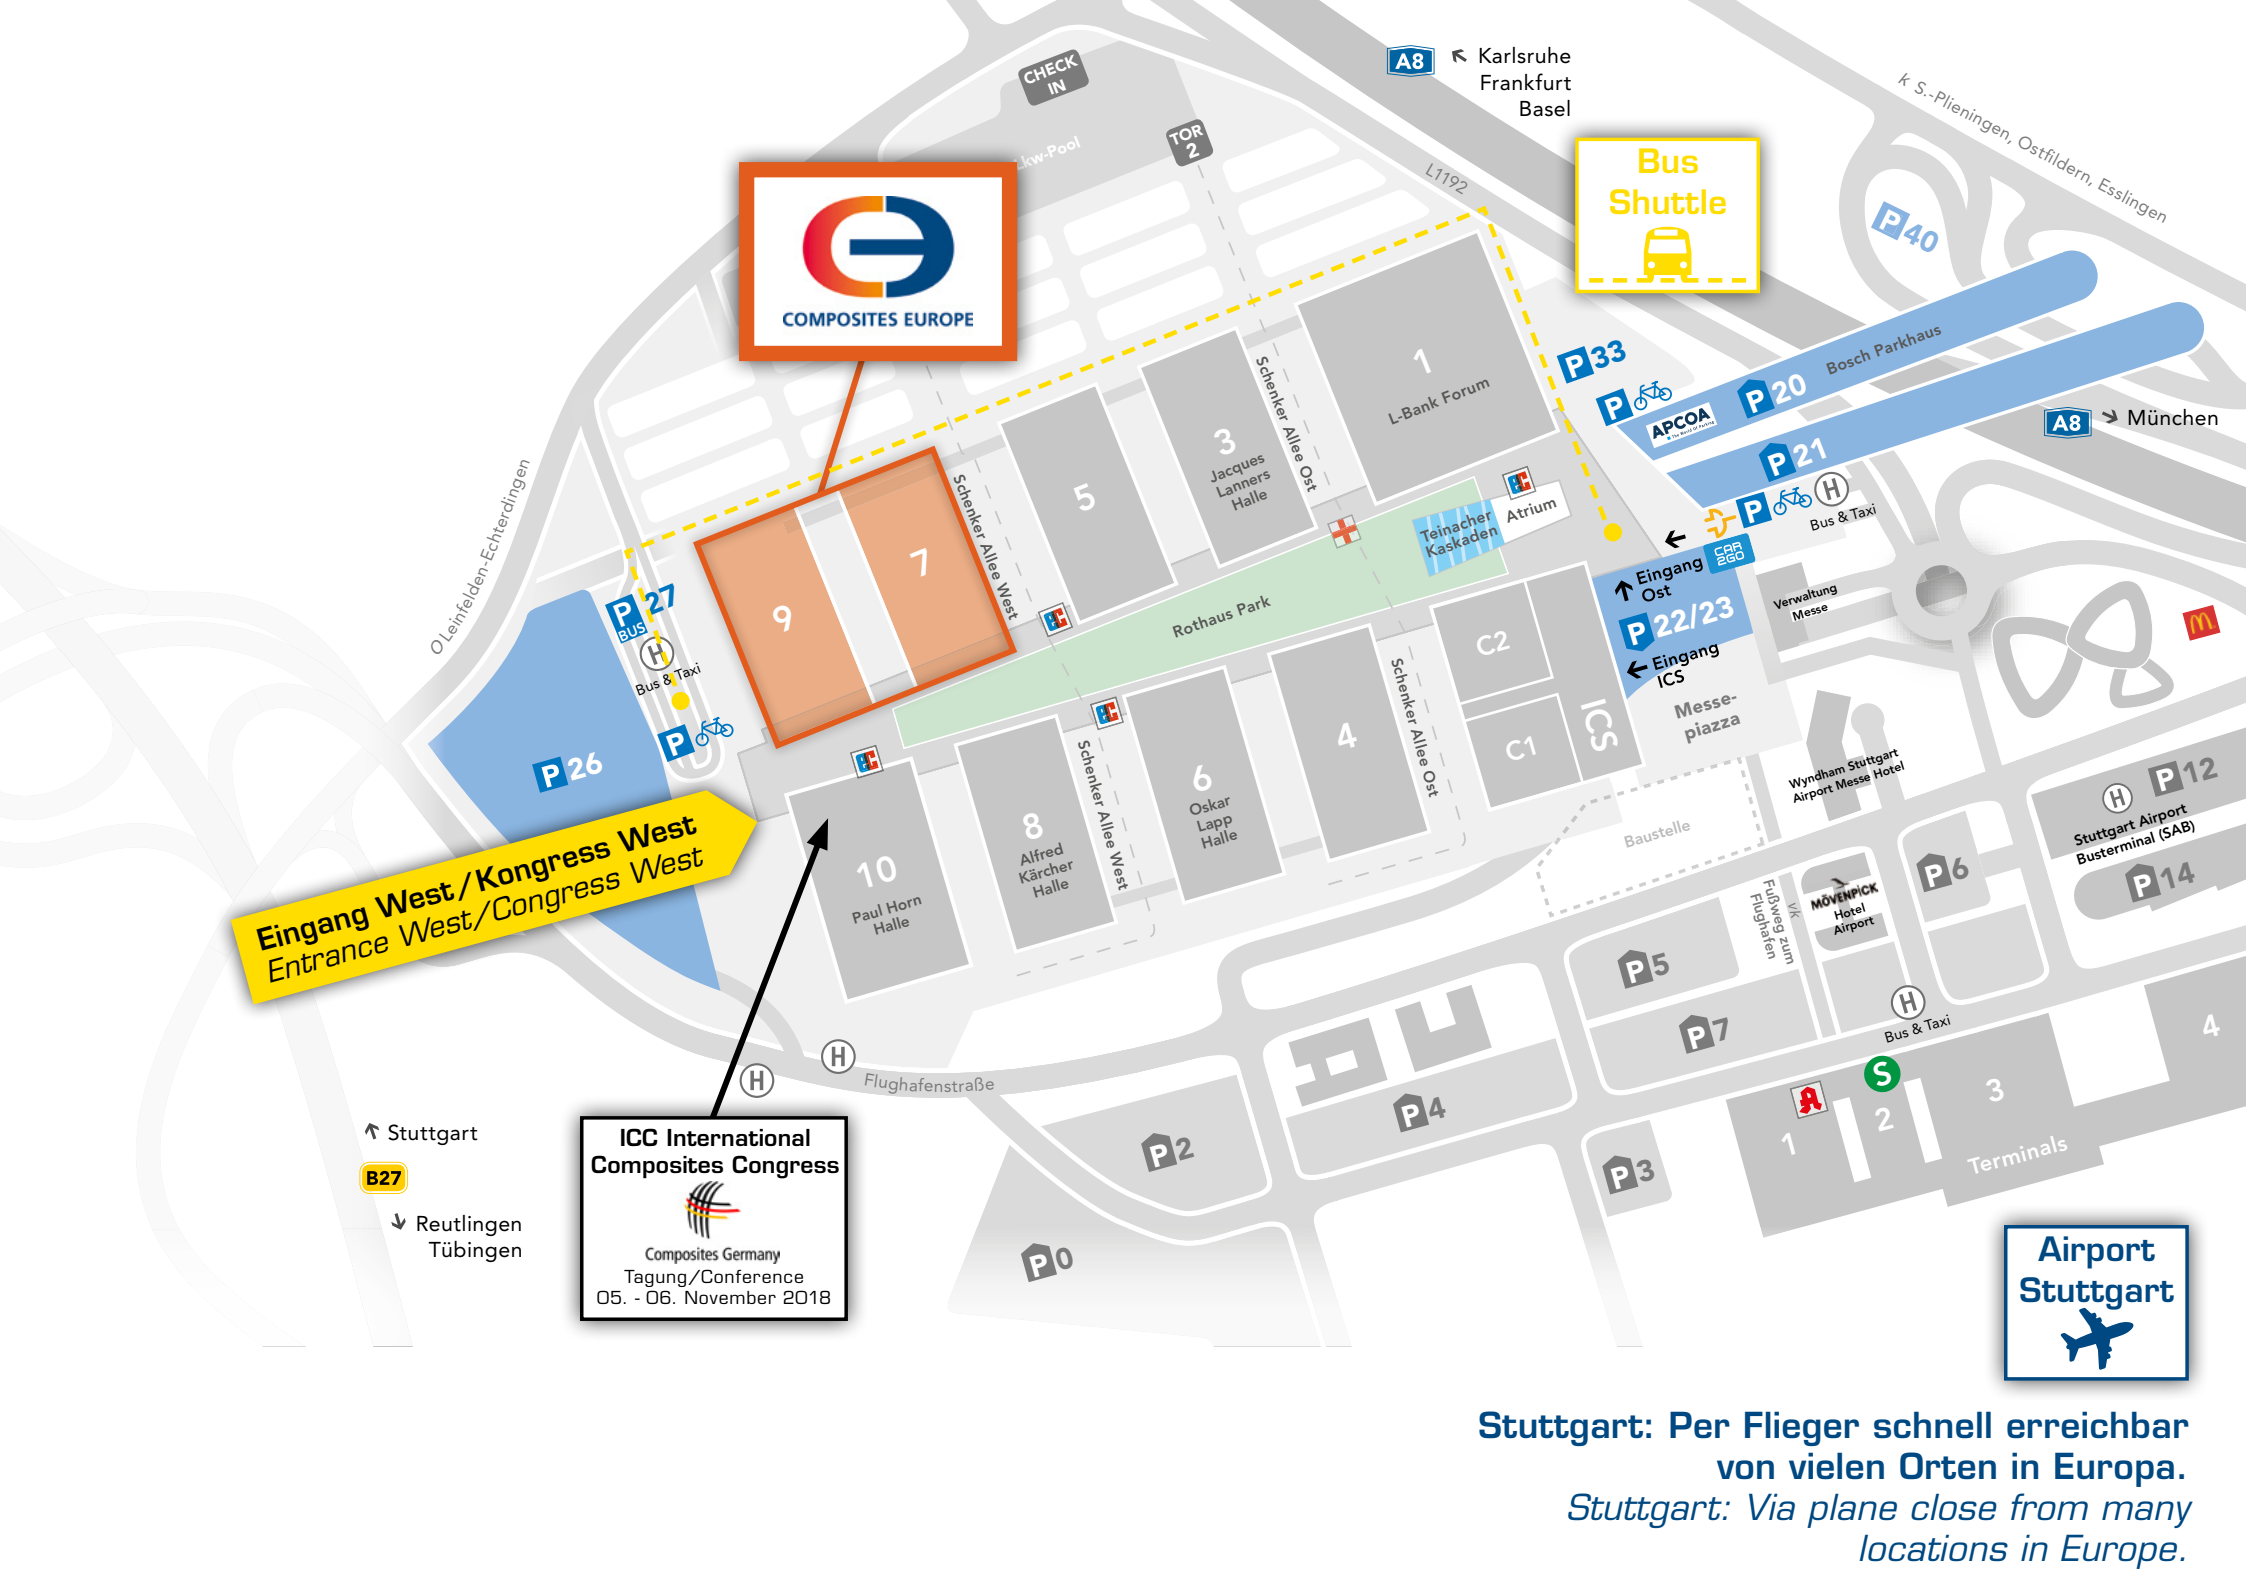 CHECK
IN
Lkw-Pool
TOR
2
A8
Karlsruhe
Frankfurt
Basel
L1192
k S.-Plieningen, Ostfildern, Esslingen
Bus
Shuttle
P 40
COMPOSITES EUROPE
O Leinfelden-Echterdingen
1
L-Bank Forum
Schenker Allee Ost
3
Jacques
Lanners
Halle
5
Schenker Allee West
7
9
P 33
P
APCOA
P 20
Bosch Parkhaus
P 21
A8
München
P
H
Bus & Taxi
CAR
2GO
Teinacher
Kaskaden
Atrium
EC
Rothaus Park
EC
EC
EC
Eingang
Ost
P 22/23
Eingang
ICS
Verwaltung
Messe
Messe-
piazza
P 27
BUS
H
Bus & Taxi
P
P 26
C2
C1
ICS
4
Schenker Allee Ost
6
Oskar
Lapp
Halle
Schenker Allee West
8
Alfred
Kärcher
Halle
10
Paul Horn
Halle
Eingang West/Kongress West
Entrance West/Congress West
Wyndham Stuttgart
Airport Messe Hotel
Baustelle
H
P 12
Stuttgart Airport
Busterminal (SAB)
P 14
P 6
MÖVENPICK
Hotel
Airport
vk
Fußweg zum
Flughafen
P 5
P 7
H
Bus & Taxi
S
H
H
Flughafenstraße
P 4
P 2
P 3
P 0
A
1
2
3
4
Terminals
Stuttgart
B27
Reutlingen
Tübingen
ICC International
Composites Congress
Composites Germany
Tagung/Conference
05. - 06. November 2018
Airport
Stuttgart
Stuttgart: Per Flieger schnell erreichbar
von vielen Orten in Europa.
Stuttgart: Via plane close from many
locations in Europe.